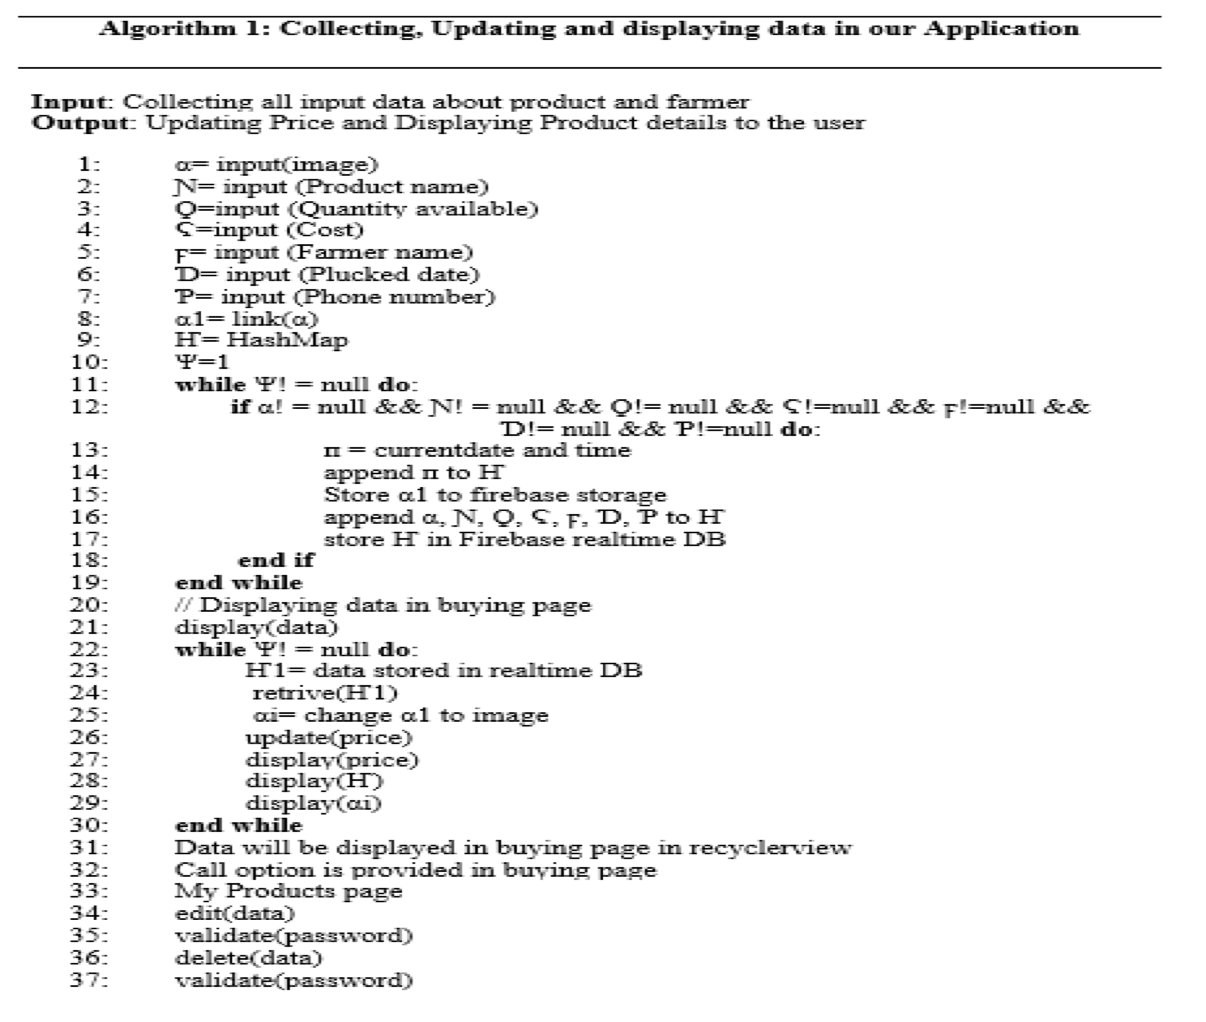 Algorithm 1: Collecting, Updating and displaying data in our Application
Input: Collecting all input data about product and farmer
Output: Updating Price and Displaying Product details to the user
1: α= input(image)
2: Ɲ= input (Product name)
3: Q=input (Quantity available)
4: Ϛ=input (Cost)
5: ϝ= input (Farmer name)
6: Ɗ= input (Plucked date)
7: Ƥ= input (Phone number)
8: α1= link(α)
9: Ҥ= HashMap
10: Ψ=1
11: while Ψ! = null do:
12: if α! = null && Ɲ! = null && Q!= null && Ϛ!=null && ϝ!=null &&
Ɗ!= null && Ƥ!=null do:
13: π = currentdate and time
14: append π to Ҥ
15: Store α1 to firebase storage
16: append α, Ɲ, Q, Ϛ, ϝ, Ɗ, Ƥ to Ҥ
17: store Ҥ in Firebase realtime DB
18: end if
19: end while
20: // Displaying data in buying page
21: display(data)
22: while Ψ! = null do:
23: Ҥ1= data stored in realtime DB
24: retrive(Ҥ1)
25: αi= change α1 to image
26: update(price)
27: display(price)
28: display(Ҥ)
29: display(αi)
30: end while
31: Data will be displayed in buying page in recyclerview
32: Call option is provided in buying page
33: My Products page
34: edit(data)
35: validate(password)
36: delete(data)
37: validate(password)